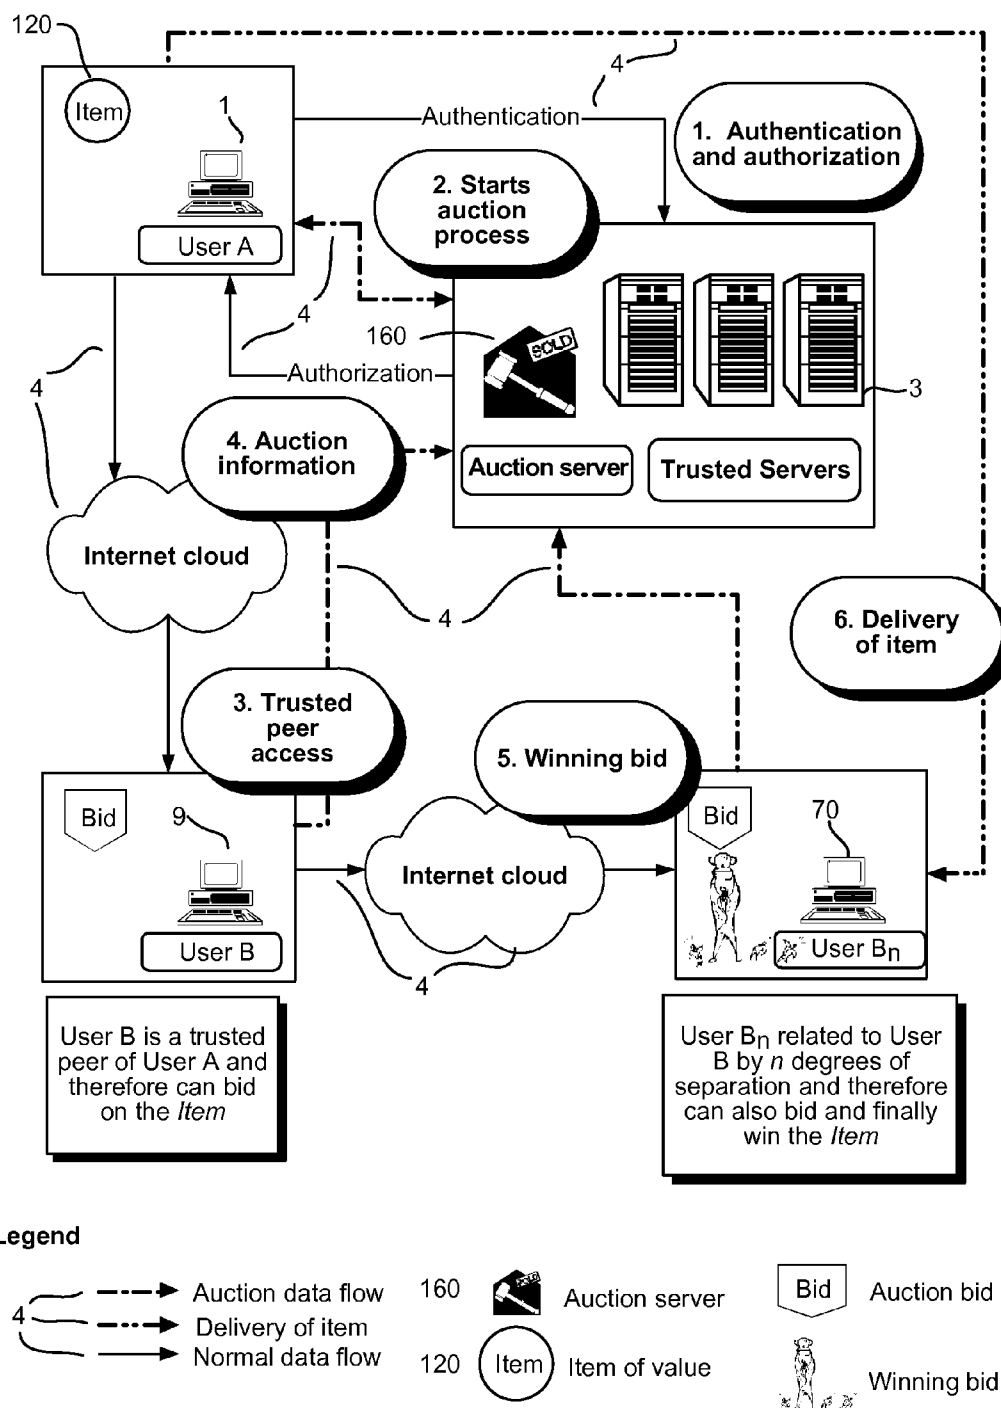 120
Item
1
User A
Authentication
4
1. Authentication
and authorization
2. Starts
auction
process
4
4
160
SOLD
Authorization
3
4
4. Auction
information
Auction server
Trusted Servers
Internet cloud
4
6. Delivery
of item
3. Trusted
peer
access
5. Winning bid
Bid
9
User B
Internet cloud
4
Bid
70
User Bn
User B is a trusted
peer of User A and
therefore can bid
on the Item
User Bn related to User
B by n degrees of
separation and therefore
can also bid and finally
win the Item
Legend
4
Auction data flow
Delivery of item
Normal data flow
160
SOLD
Auction server
120
Item
Item of value
Bid
Auction bid
Winning bid